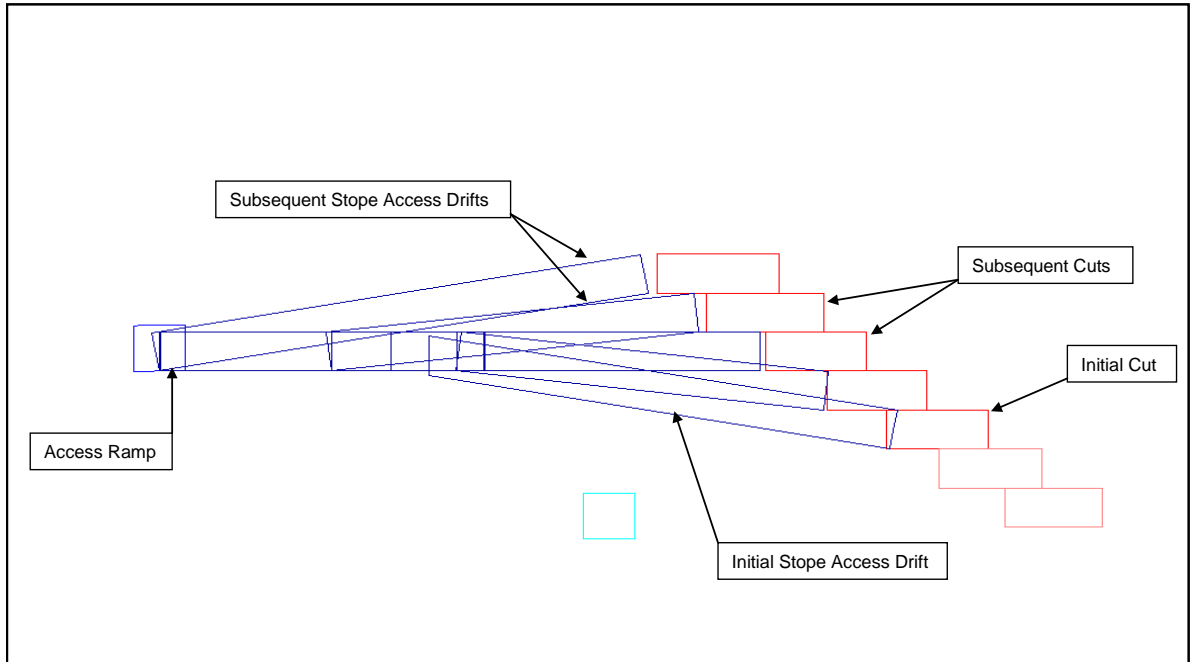 Subsequent Stope Access Drifts
Subsequent Cuts
Initial Cut
Access Ramp
Initial Stope Access Drift